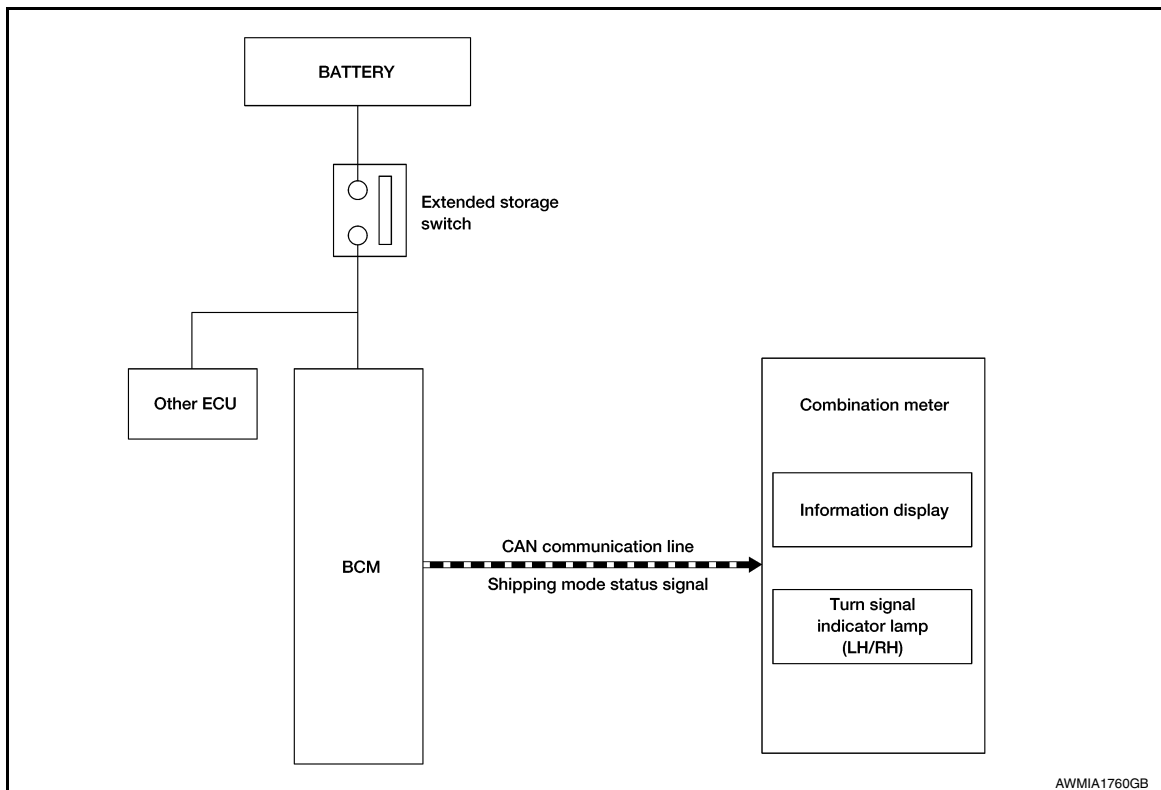 BATTERY
Extended storage
switch
Other ECU
BCM
CAN communication line
Shipping mode status signal
Combination meter
Information display
Turn signal
indicator lamp
(LH/RH)
AWMIA1760GB